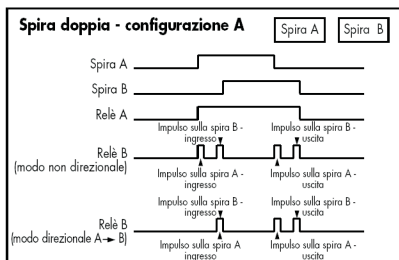 Spira doppia - configurazione A
Spira A
Spira B
Spira A
Spira B
Relè A
Impulso sulla spira B -
ingresso
Impulso sulla spira B -
uscita
Relè B
(modo non direzionale)
Impulso sulla spira A -
ingresso
Impulso sulla spira A -
uscita
Impulso sulla spira B -
ingresso
Impulso sulla spira B -
uscita
Relè B
(modo direzionale A → B)
Impulso sulla spira A
ingresso
Impulso sulla spira A -
uscita